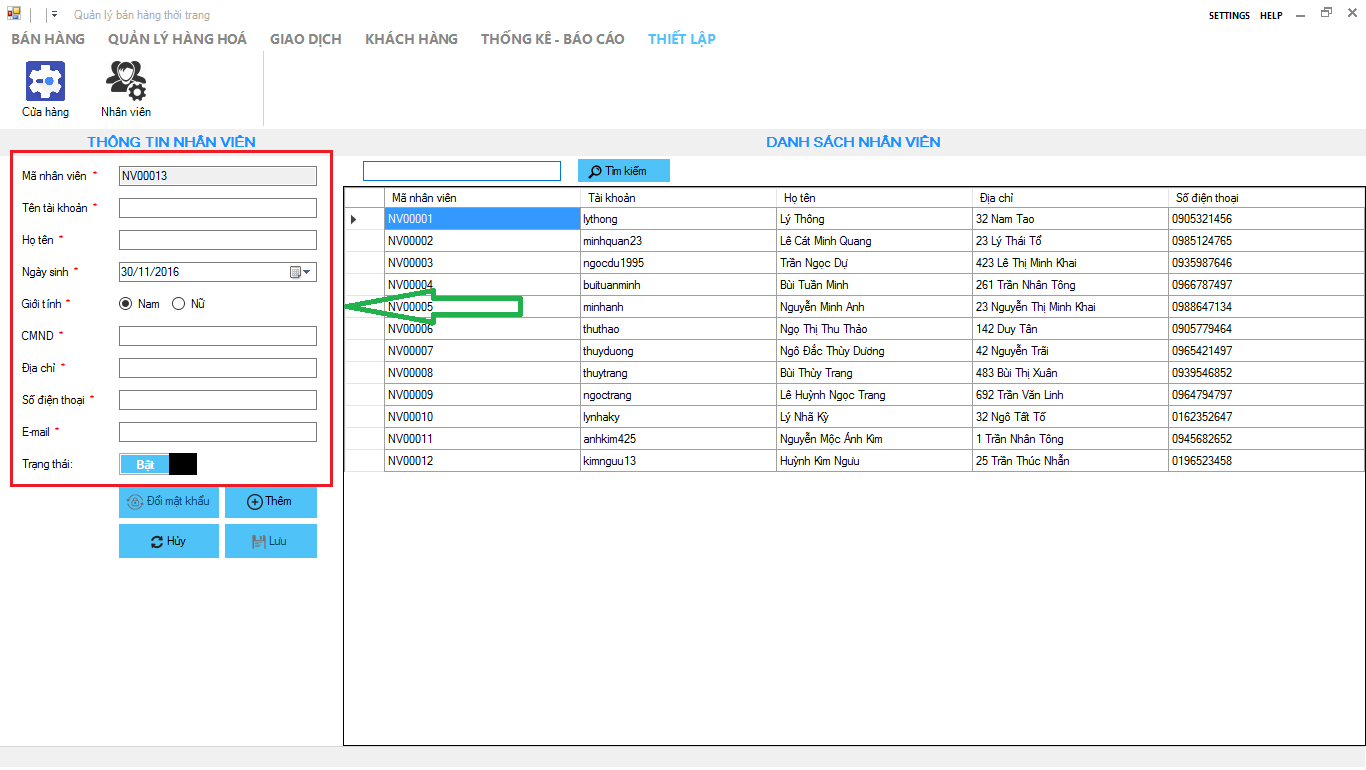 Quản lý bán hàng thời trang
SETTINGS HELP
BÁN HÀNG QUẢN LÝ HÀNG HOÁ GIAO DỊCH KHÁCH HÀNG THỐNG KÊ - BÁO CÁO THIẾT LẬP
Cửa hàng Nhân viên
THÔNG TIN NHÂN VIÊN
Mã nhân viên * NV00013
Tên tài khoản *
Họ tên *
Ngày sinh * 30/11/2016
Giới tính * Nam Nữ
CMND *
Địa chỉ *
Số điện thoại *
E-mail *
Trạng thái: Bật
Đổi mật khẩu Thêm
Hủy Lưu
DANH SÁCH NHÂN VIÊN
Tìm kiếm
Mã nhân viên Tài khoản Họ tên Địa chỉ Số điện thoại
NV00001 lythong Lý Thông 32 Nam Tao 0905321456
NV00002 minhquan23 Lê Cát Minh Quang 23 Lý Thái Tổ 0985124765
NV00003 ngocdu1995 Trần Ngọc Dự 423 Lê Thị Minh Khai 0935987646
NV00004 buituanminh Bùi Tuấn Minh 261 Trần Nhân Tông 0966787497
NV00005 minhanh Nguyễn Minh Anh 23 Nguyễn Thị Minh Khai 0988647134
NV00006 thuthao Ngọ Thị Thu Thảo 142 Duy Tân 0905779464
NV00007 thuyduong Ngô Đắc Thùy Dương 42 Nguyễn Trãi 0965421497
NV00008 thuytrang Bùi Thùy Trang 483 Bùi Thị Xuân 0939546852
NV00009 ngoctrang Lê Huỳnh Ngọc Trang 692 Trần Văn Linh 0964794797
NV00010 lynhaky Lý Nhã Kỳ 32 Ngô Tất Tố 0162352647
NV00011 anhkim425 Nguyễn Mộc Ánh Kim 1 Trần Nhân Tông 0945682652
NV00012 kimnguu13 Huỳnh Kim Ngưu 25 Trần Thúc Nhẫn 0196523458